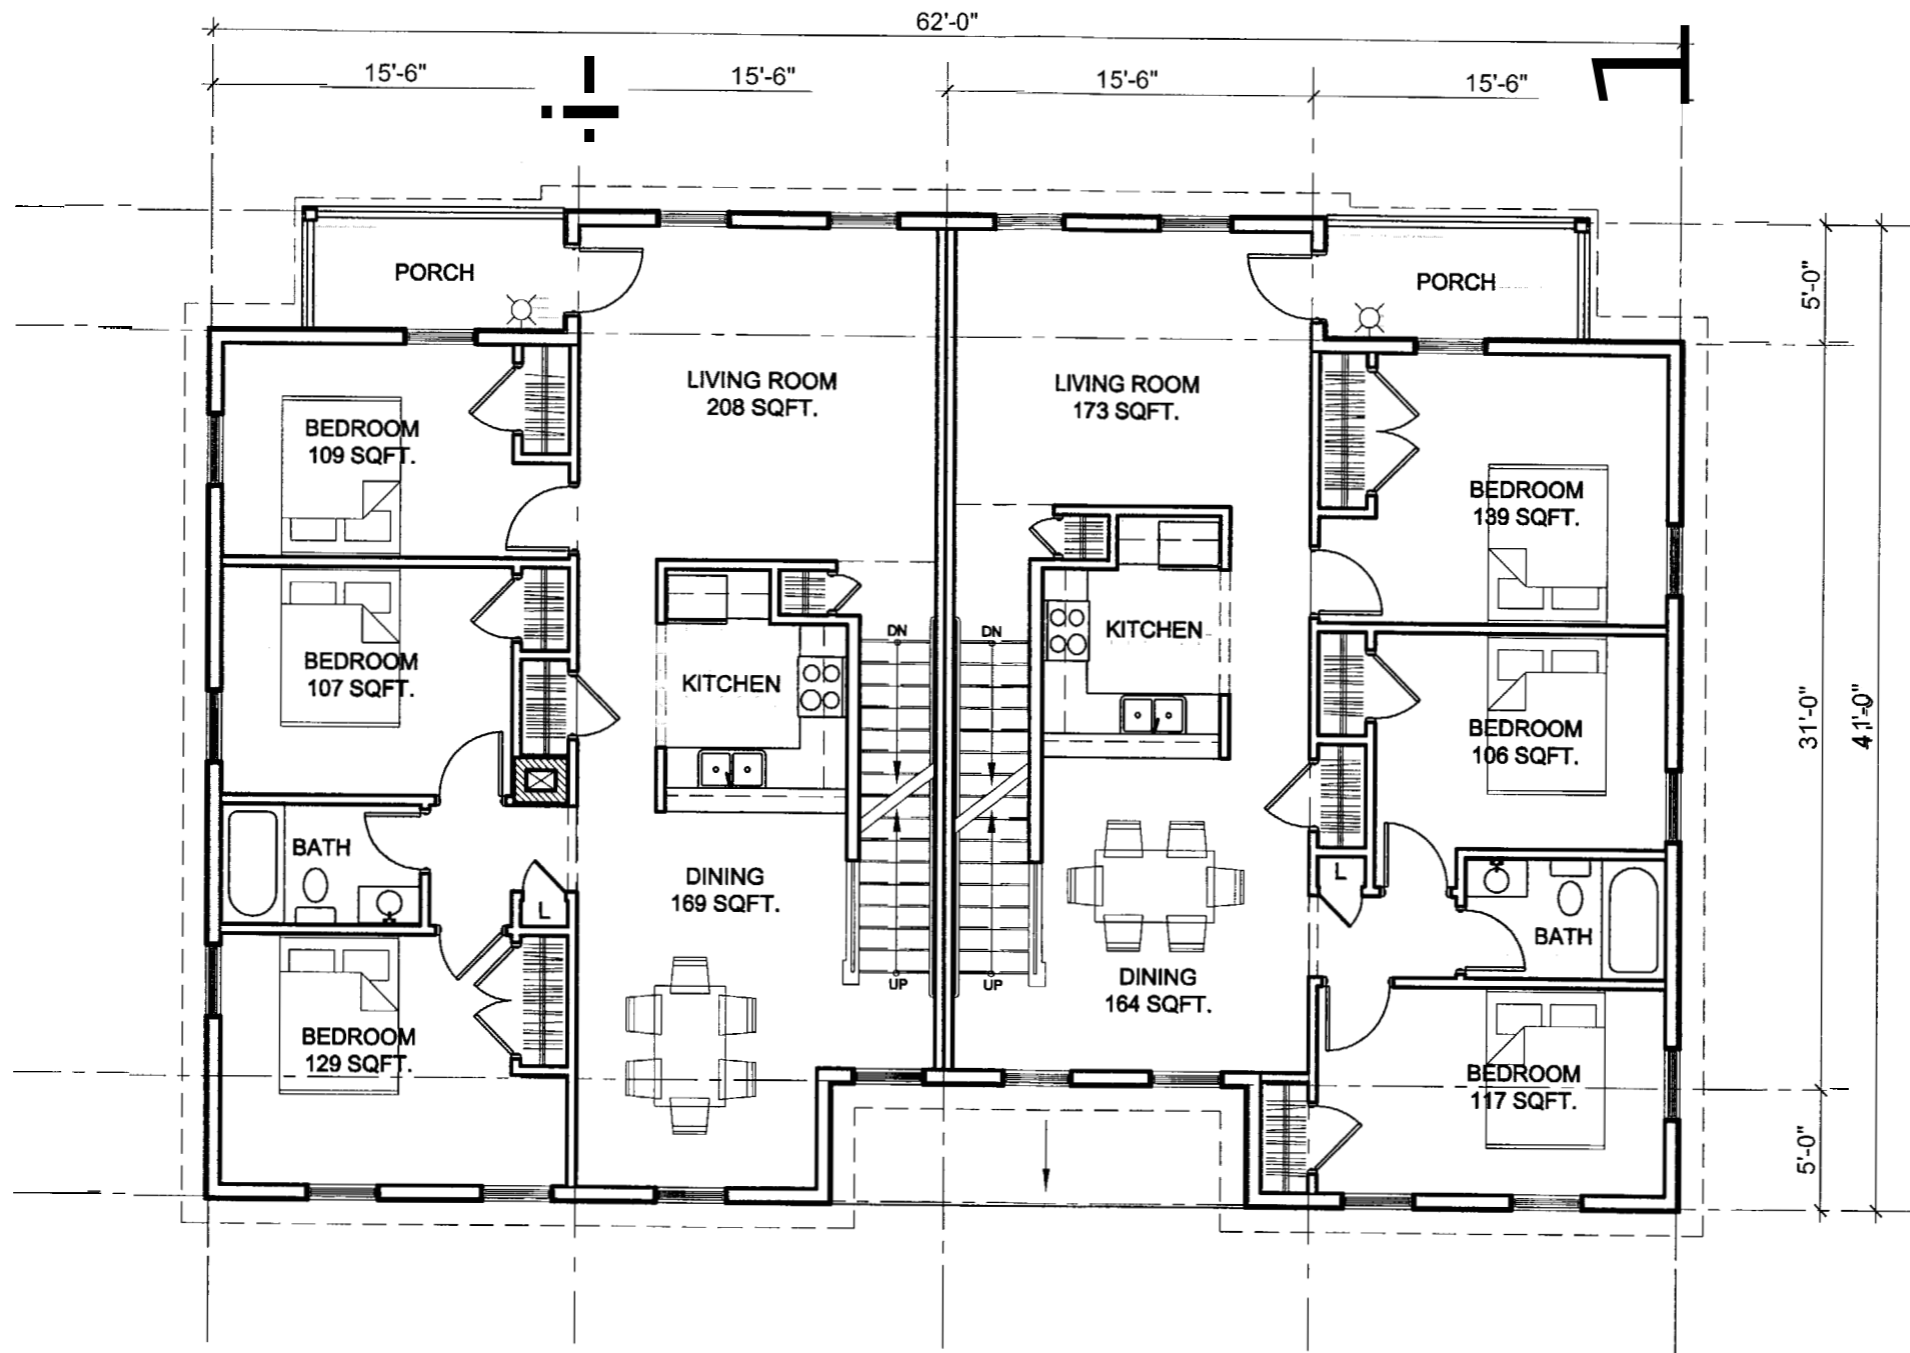 62'-0"
15'-6"
15'-6"
15'-6"
15'-6"
PORCH
PORCH
5'-0"
LIVING ROOM
208 SQFT.
LIVING ROOM
173 SQFT.
BEDROOM
109 SQFT.
BEDROOM
139 SQFT.
DN
DN
KITCHEN
BEDROOM
107 SQFT.
KITCHEN
BEDROOM
106 SQFT.
31'-0"
41'-0"
BATH
DINING
169 SQFT.
L
L
BATH
UP
UP
DINING
164 SQFT.
BEDROOM
129 SQFT.
BEDROOM
117 SQFT.
5'-0"